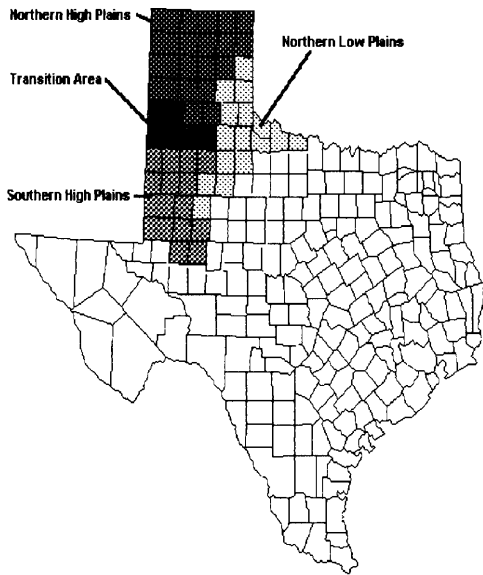 Northern High Plains
Northern Low Plains
Transition Area
Southern High Plains